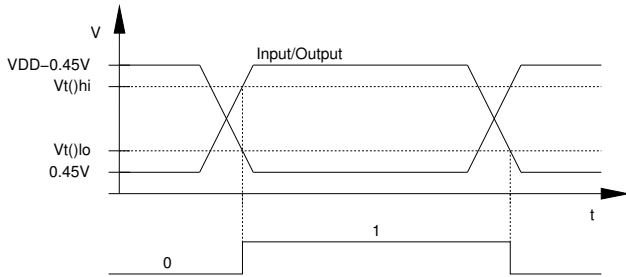 V
Input/Output
VDD−0.45V
Vt()hi
Vt()lo
0.45V
t
1
0